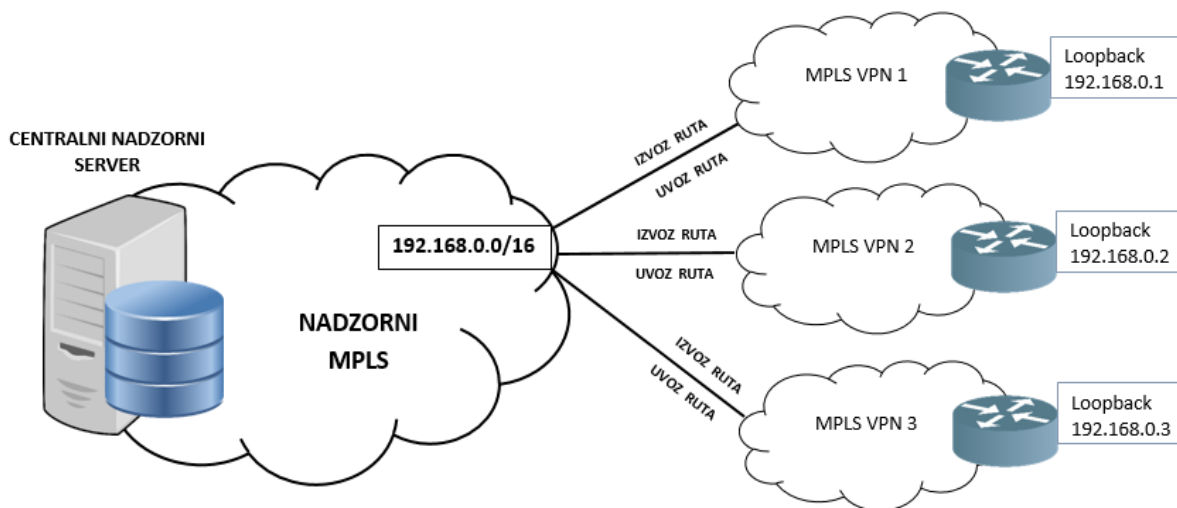 CENTRALNI NADZORNI
SERVER
192.168.0.0/16
NADZORNI
MPLS
IZVOZ RUTA
UVOZ RUTA
MPLS VPN 1
Loopback
192.168.0.1
IZVOZ RUTA
UVOZ RUTA
MPLS VPN 2
Loopback
192.168.0.2
IZVOZ RUTA
UVOZ RUTA
MPLS VPN 3
Loopback
192.168.0.3